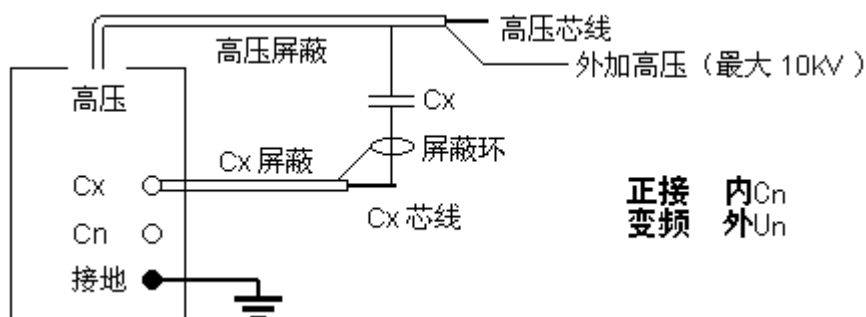 高压芯线
高压屏蔽
外加高压（最大 10KV ）
高压
Cx
屏蔽环
Cx 屏蔽
Cx
Cx 芯线
正接 内Cn
变频 外Un
Cn
接地